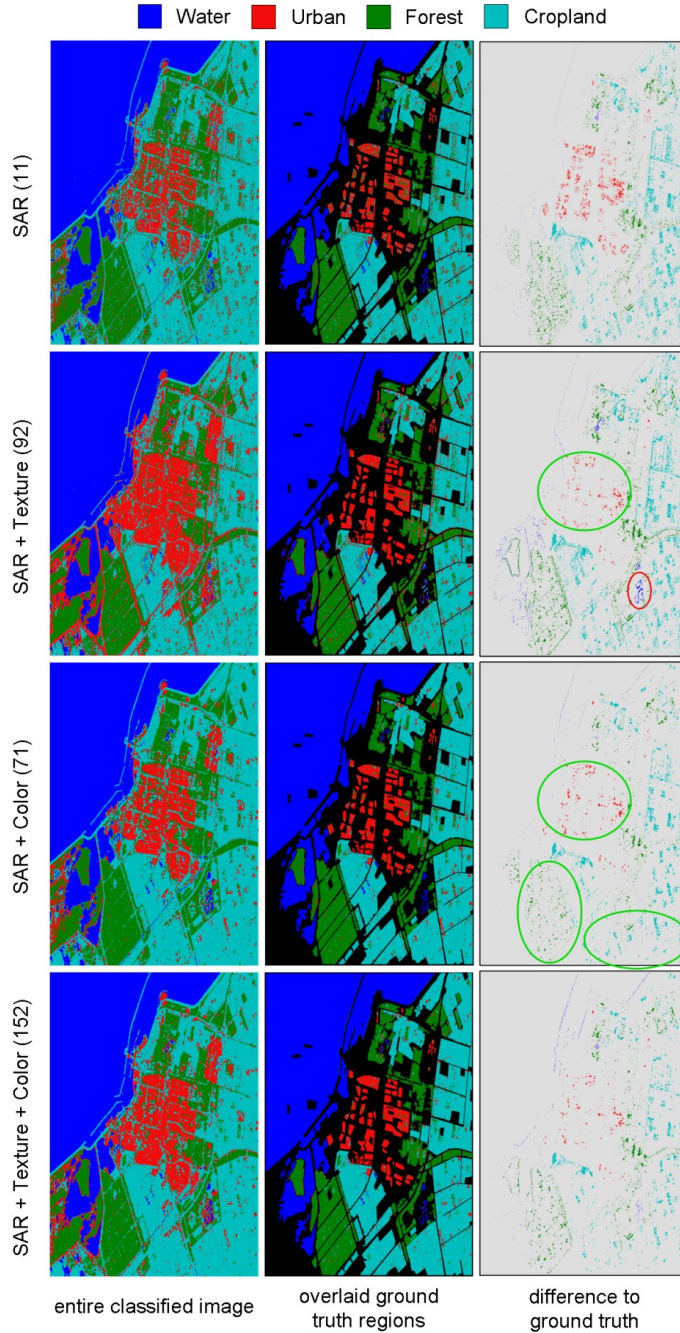 Water Urban Forest Cropland
SAR (11)
SAR + Texture (92)
SAR + Color (71)
SAR + Texture + Color (152)
entire classified image
overlaid ground
truth regions
difference to
ground truth